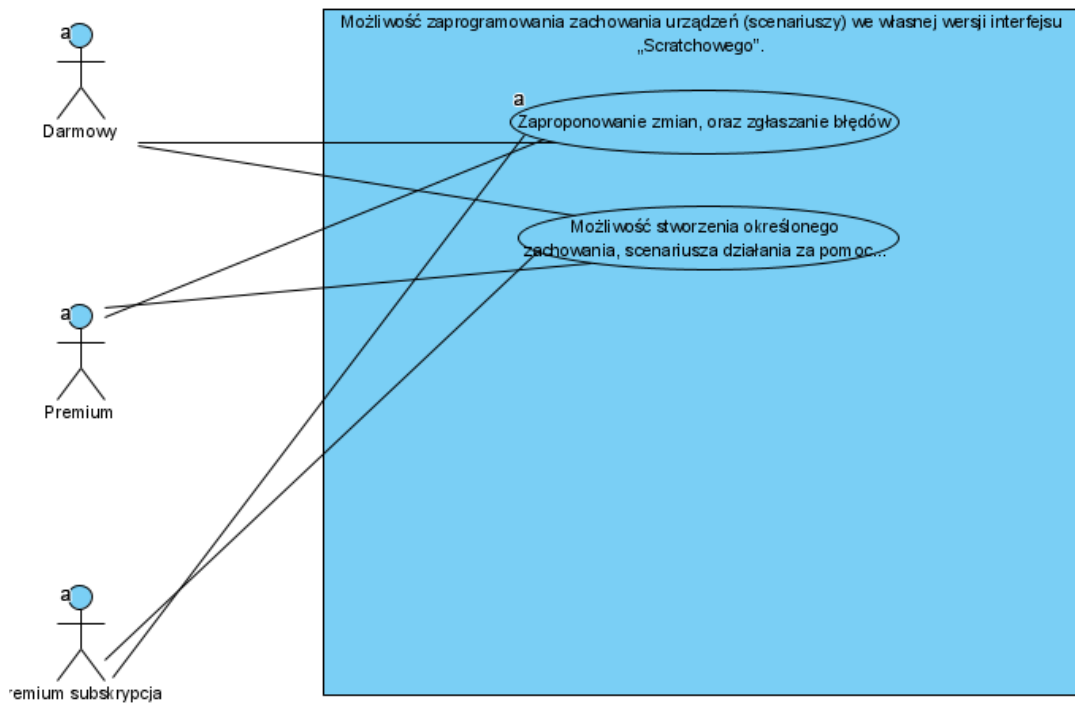 Możliwość zaprogramowania zachowania urządzeń (scenariuszy) we własnej wersji interfejsu
„Scratchowego”.
a
Darmowy
a
Zaproponowanie zmian, oraz zgłaszanie błędów
Możliwość stworzenia określonego
zachowania, scenariusza działania za pomoc...
a
Premium
a
remium subskrypcja